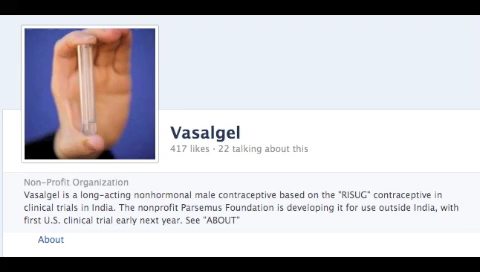 Vasalgel
417 likes · 22 talking about this
Non-Profit Organization
Vasalgel is a long-acting nonhormonal male contraceptive based on the "RISUG" contraceptive in
clinical trials in India. The nonprofit Parsemus Foundation is developing it for use outside India, with
first U.S. clinical trial early next year. See "ABOUT"
About